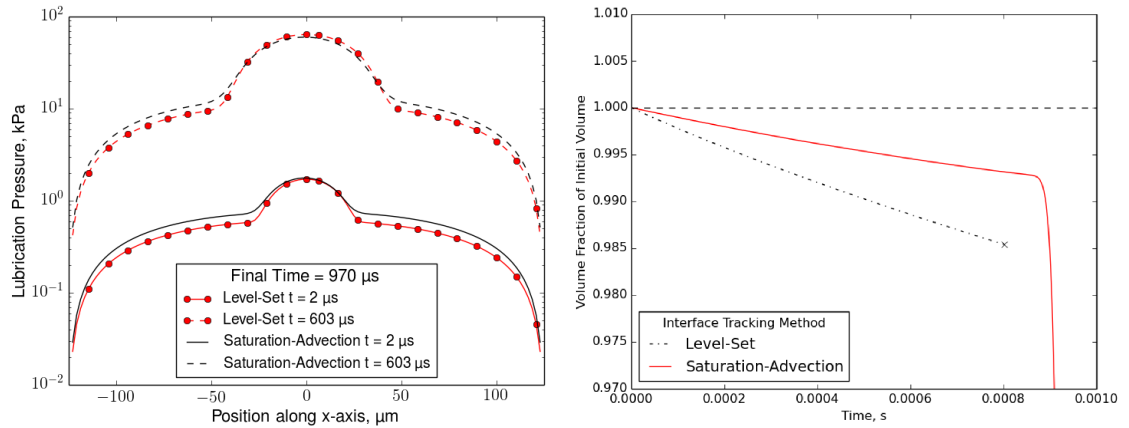 10²
10¹
10⁰
10⁻¹
10⁻²
Lubrication Pressure, kPa
Final Time = 970 μs
Level-Set t = 2 μs
Level-Set t = 603 μs
Saturation-Advection t = 2 μs
Saturation-Advection t = 603 μs
−100 −50 0 50 100
Position along x-axis, μm
1.010
1.005
1.000
0.995
0.990
0.985
0.980
0.975
0.970
Volume Fraction of Initial Volume
Interface Tracking Method
Level-Set
Saturation-Advection
0.0000 0.0002 0.0004 0.0006 0.0008 0.0010
Time, s